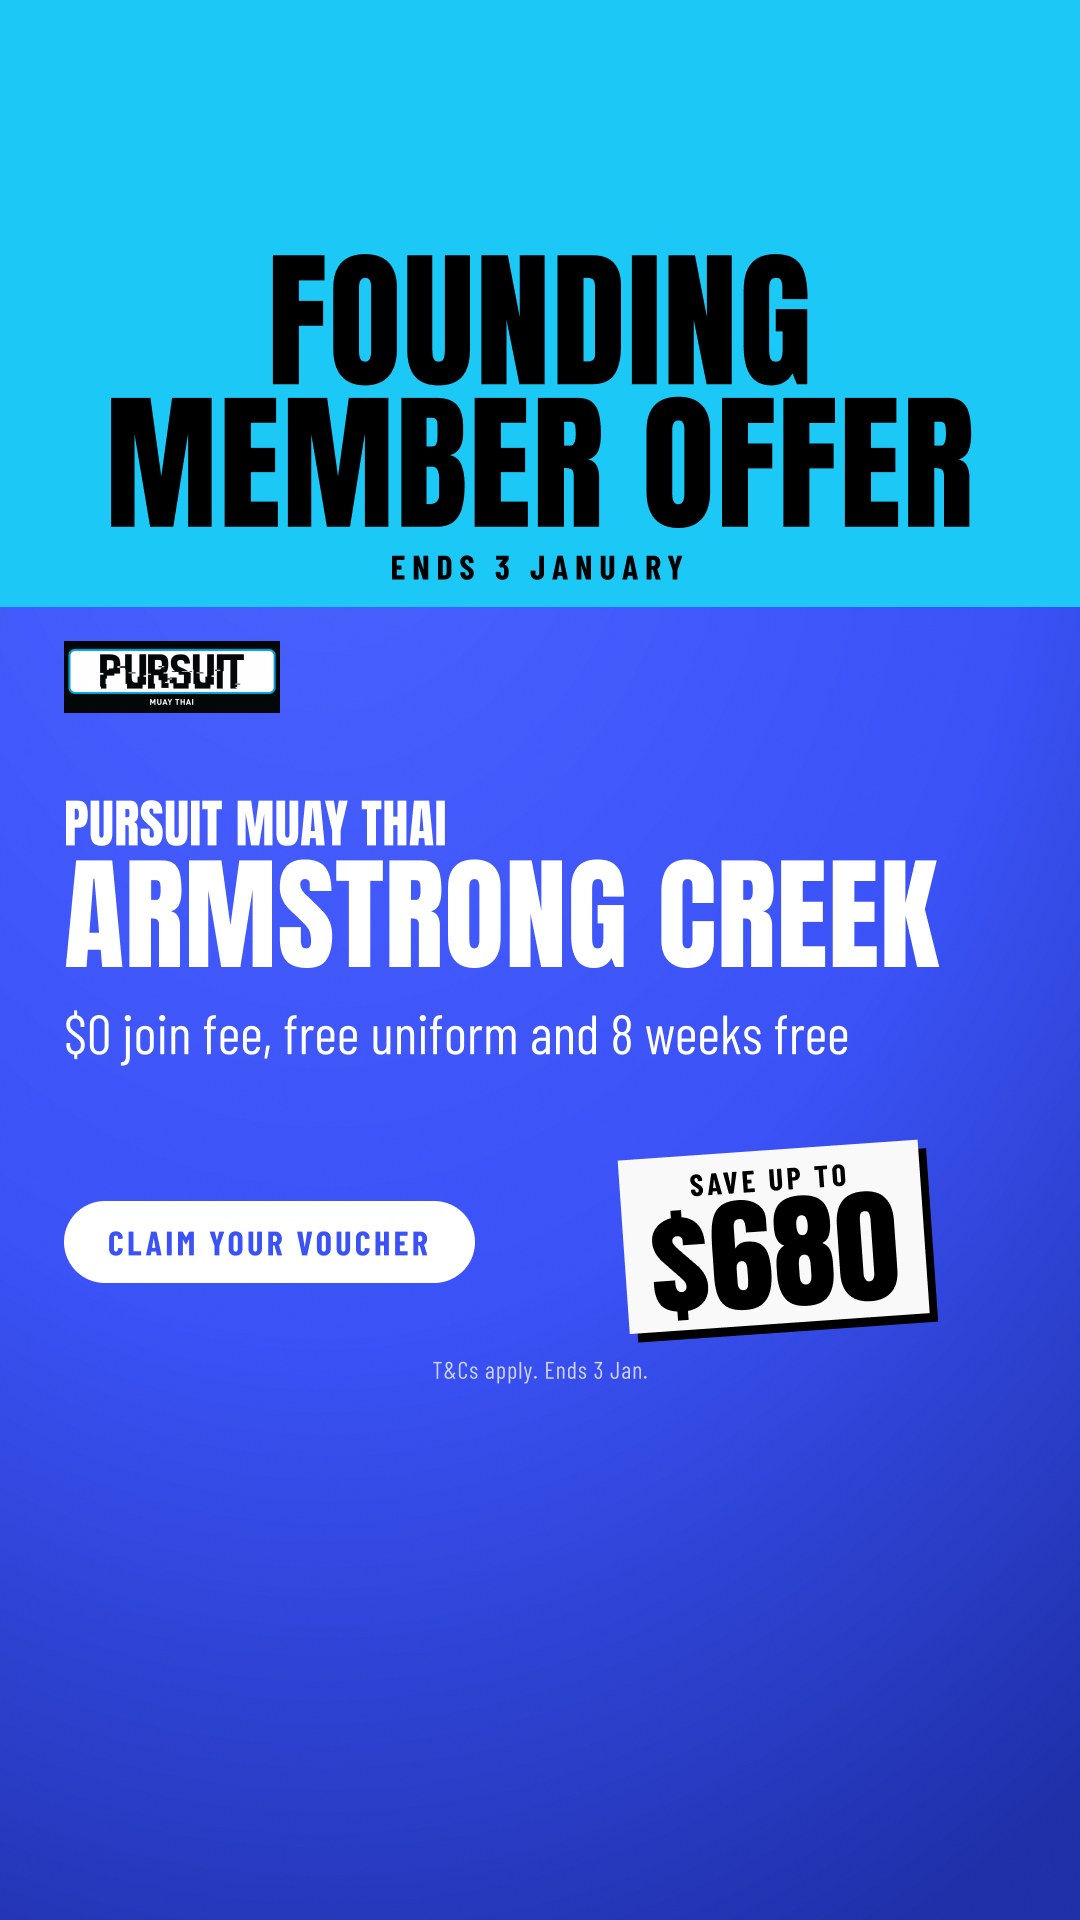 FOUNDING
MEMBER OFFER
ENDS 3 JANUARY
PURSUIT
MUAY THAI
PURSUIT MUAY THAI
ARMSTRONG CREEK
$0 join fee, free uniform and 8 weeks free
SAVE UP TO
$680
CLAIM YOUR VOUCHER
T&Cs apply. Ends 3 Jan.